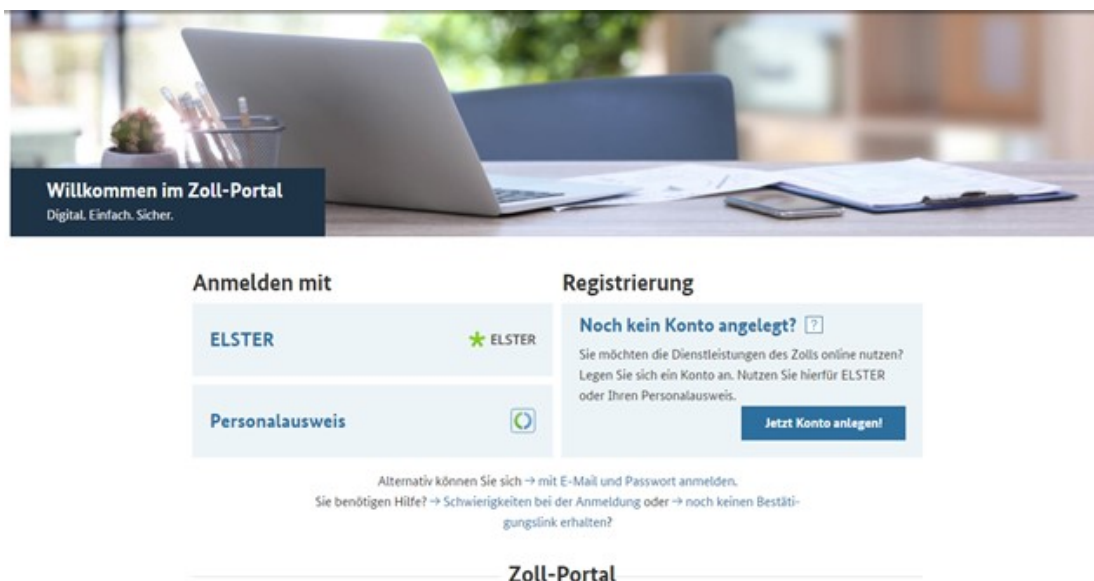 Willkommen im Zoll-Portal
Digital. Einfach. Sicher.
Anmelden mit
ELSTER
ELSTER
Personalausweis
Registrierung
Noch kein Konto angelegt? ?
Sie möchten die Dienstleistungen des Zolls online nutzen?
Legen Sie sich ein Konto an. Nutzen Sie hierfür ELSTER
oder Ihren Personalausweis.
Jetzt Konto anlegen!
Alternativ können Sie sich → mit E-Mail und Passwort anmelden.
Sie benötigen Hilfe? → Schwierigkeiten bei der Anmeldung oder → noch keinen Bestäti-
gungslink erhalten?
Zoll-Portal